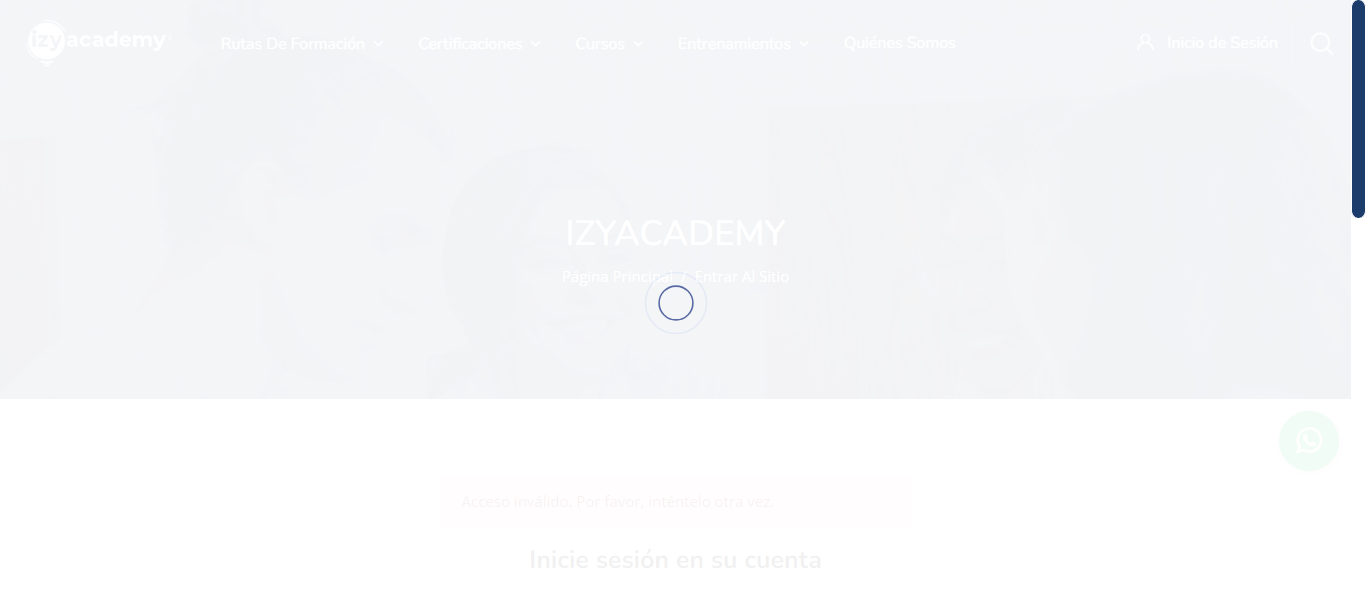 izyacademy
Rutas De Formación
Certificaciones
Cursos
Entrenamientos
Quiénes Somos
Inicio de Sesión
IZYACADEMY
Página Principal / Entrar Al Sitio
Acceso inválido. Por favor, inténtelo otra vez.
Inicie sesión en su cuenta